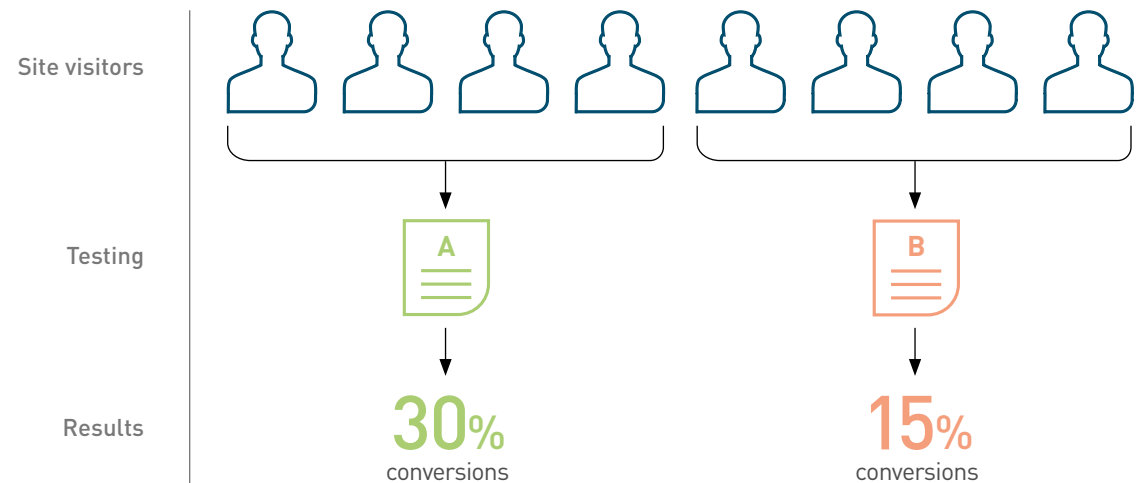 Site visitors
Testing
A
B
Results
30%
15%
conversions
conversions